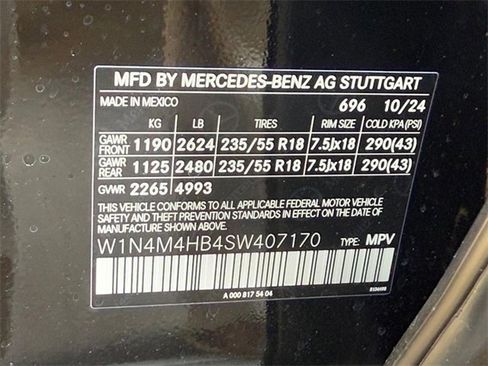 MFD BY MERCEDES-BENZ AG STUTTGART
MADE IN MEXICO 696 10/24
KG LB TIRES RIM SIZE COLD KPA(PSI)
GAWR FRONT 1190 2624 235/55 R18 7.5Jx18 290(43)
GAWR REAR 1125 2480 235/55 R18 7.5Jx18 290(43)
GVWR 2265 4993
THIS VEHICLE CONFORMS TO ALL APPLICABLE FEDERAL MOTOR VEHICLE
SAFETY AND THEFT PREVENTION STANDARDS IN EFFECT ON THE DATE OF
MANUFACTURE SHOWN ABOVE.
W1N4M4HB4SW407170 TYPE: MPV
A 000 817 54 04